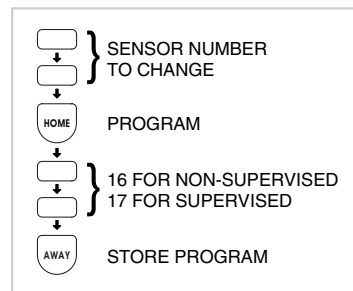 SENSOR NUMBER
TO CHANGE
HOME PROGRAM
16 FOR NON-SUPERVISED
17 FOR SUPERVISED
AWAY STORE PROGRAM